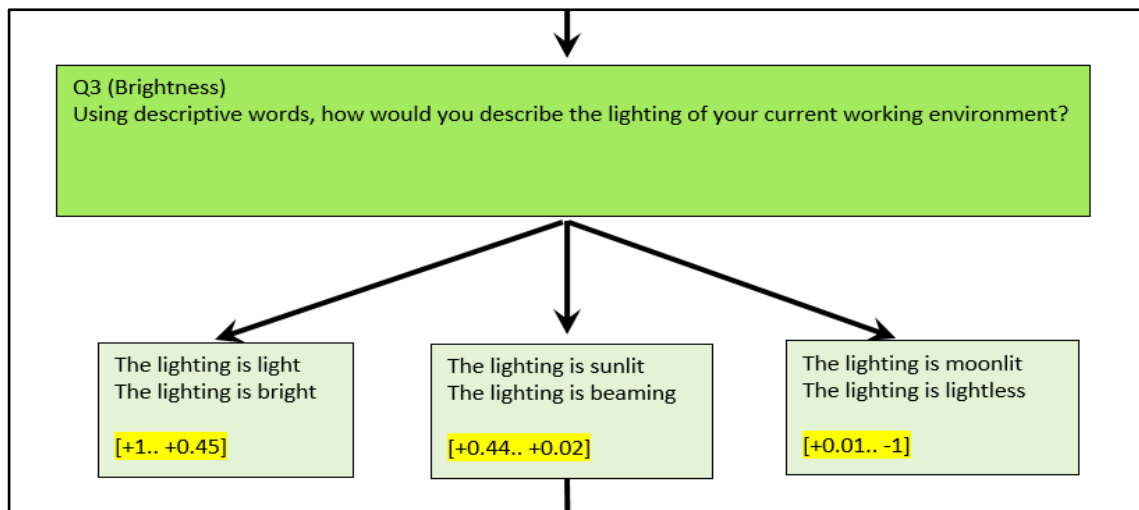 Q3 (Brightness)
Using descriptive words, how would you describe the lighting of your current working environment?
The lighting is light
The lighting is bright
[+1.. +0.45]
The lighting is sunlit
The lighting is beaming
[+0.44.. +0.02]
The lighting is moonlit
The lighting is lightless
[+0.01.. -1]